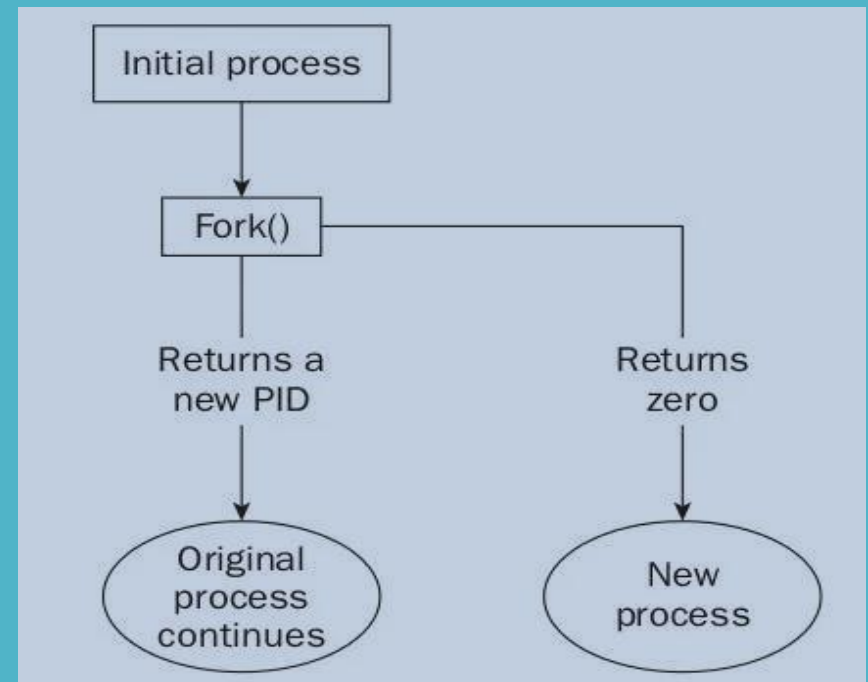 Initial process
Fork()
Returns a
new PID
Returns
zero
Original
process
continues
New
process